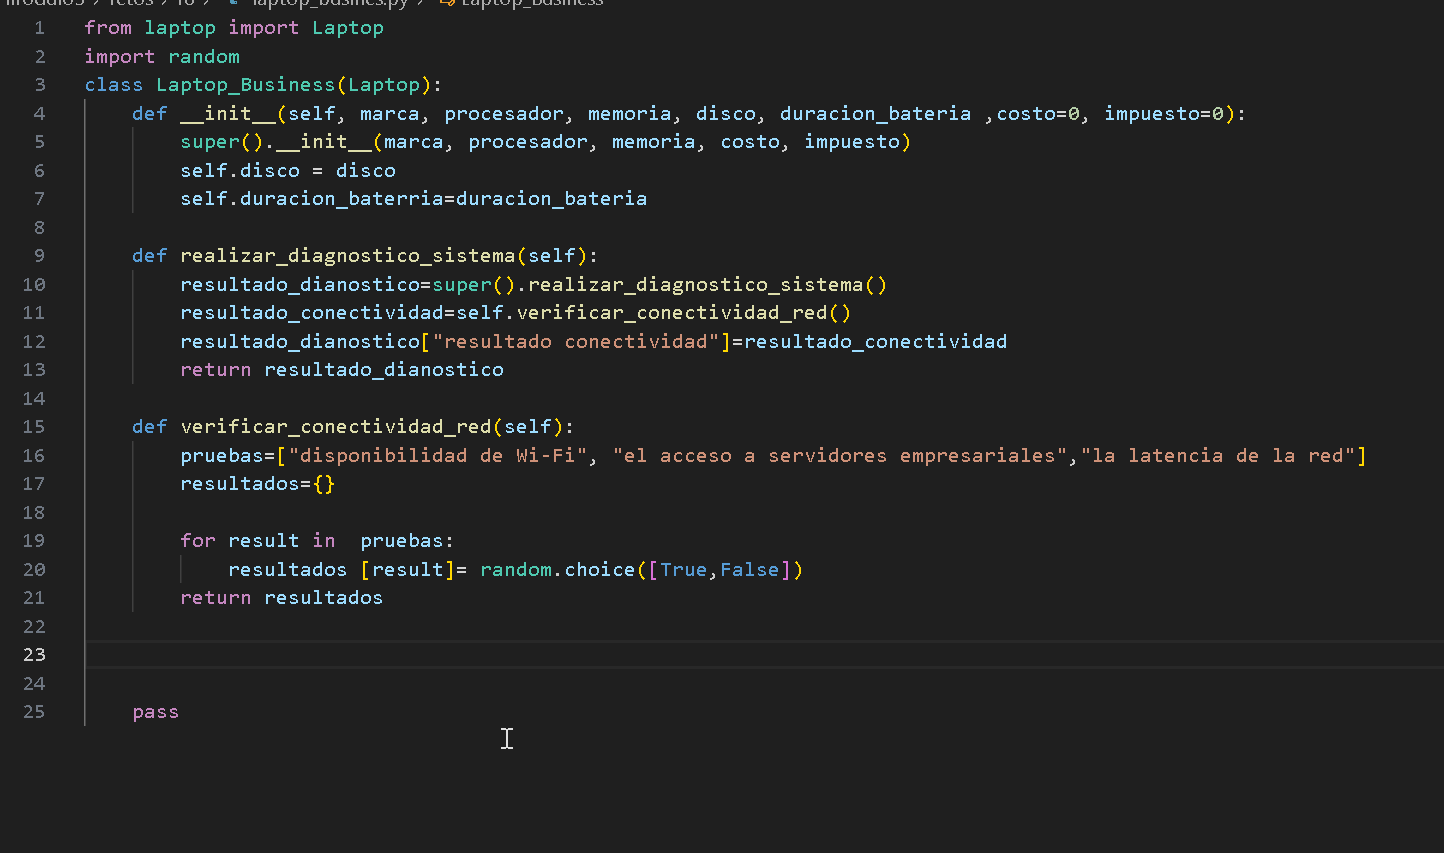 laptop_busines.py > Laptop_Business
1 from laptop import Laptop
2 import random
3 class Laptop_Business(Laptop):
4 def __init__(self, marca, procesador, memoria, disco, duracion_bateria ,costo=0, impuesto=0):
5 super().__init__(marca, procesador, memoria, costo, impuesto)
6 self.disco = disco
7 self.duracion_baterria=duracion_bateria
8
9 def realizar_diagnostico_sistema(self):
10 resultado_dianostico=super().realizar_diagnostico_sistema()
11 resultado_conectividad=self.verificar_conectividad_red()
12 resultado_dianostico["resultado conectividad"]=resultado_conectividad
13 return resultado_dianostico
14
15 def verificar_conectividad_red(self):
16 pruebas=["disponibilidad de Wi-Fi", "el acceso a servidores empresariales","la latencia de la red"]
17 resultados={}
18
19 for result in  pruebas:
20 resultados [result]= random.choice([True,False])
21 return resultados
22
23
24
25 pass